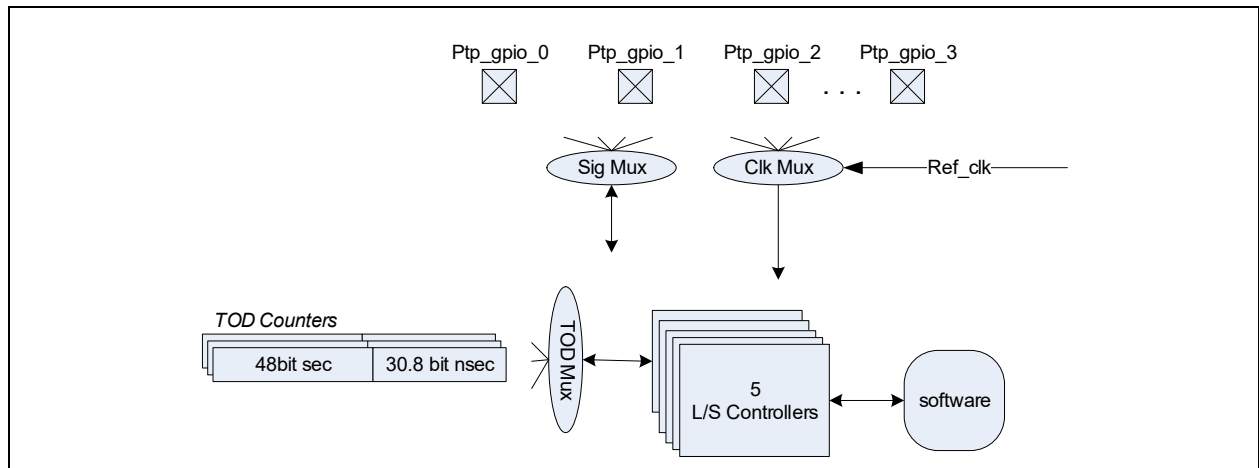 Ptp_gpio_0 Ptp_gpio_1 Ptp_gpio_2 Ptp_gpio_3
. . .
Sig Mux
Clk Mux
Ref_clk
TOD Counters
48bit sec 30.8 bit nsec
TOD Mux
5
L/S Controllers
software